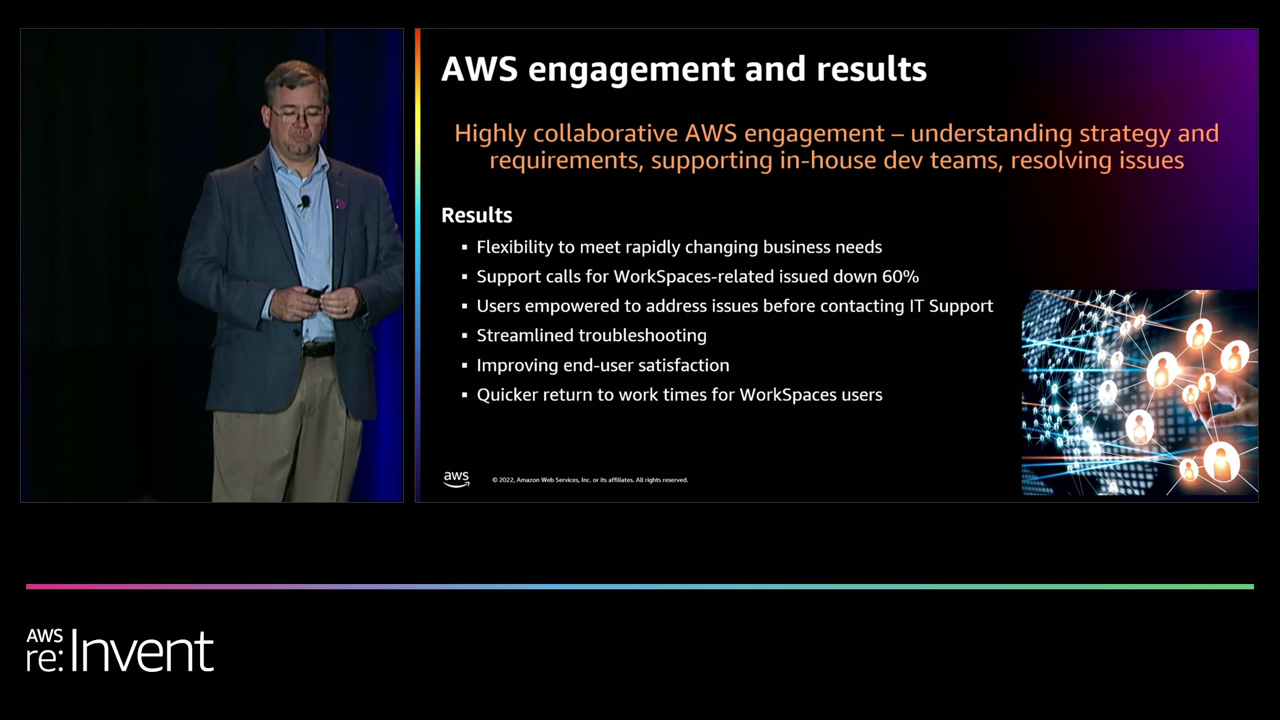 AWS engagement and results
Highly collaborative AWS engagement – understanding strategy and
requirements, supporting in-house dev teams, resolving issues
Results
▪ Flexibility to meet rapidly changing business needs
▪ Support calls for WorkSpaces-related issued down 60%
▪ Users empowered to address issues before contacting IT Support
▪ Streamlined troubleshooting
▪ Improving end-user satisfaction
▪ Quicker return to work times for WorkSpaces users
aws
© 2022, Amazon Web Services, Inc. or its affiliates. All rights reserved.
AWS
re:Invent